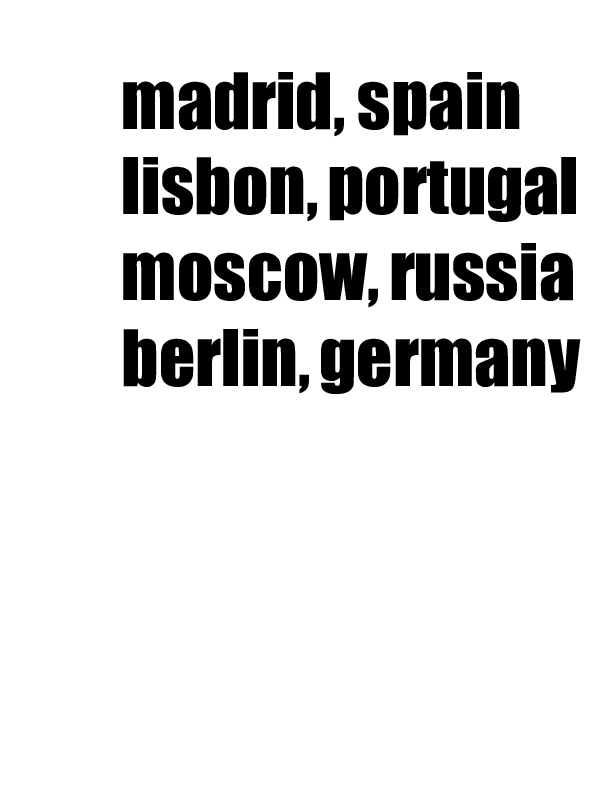 madrid, spain
lisbon, portugal
moscow, russia
berlin, germany